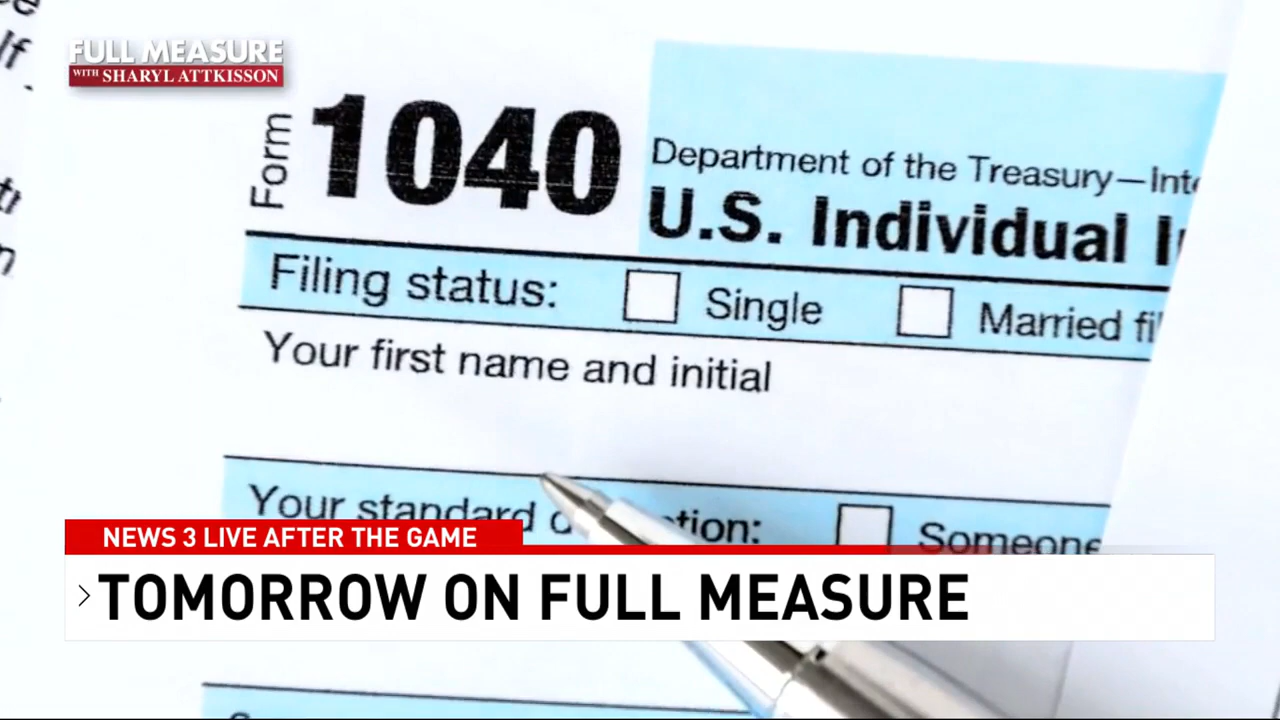 FULL MEASURE
WITH SHARYL ATTKISSON
Form 1040
Department of the Treasury—
U.S. Individual
Filing status: Single Married
Your first name and initial
Your standard
Someone
NEWS 3 LIVE AFTER THE GAME
TOMORROW ON FULL MEASURE